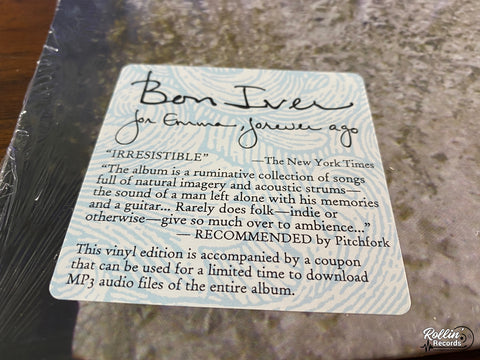 Bon Iver
for Emma, forever ago
"IRRESISTIBLE" —The New York Times
"The album is a ruminative collection of songs
full of natural imagery and acoustic strums—
the sound of a man left alone with his memories
and a guitar... Rarely does folk—indie or
otherwise—give so much over to ambience..."
— RECOMMENDED by Pitchfork
This vinyl edition is accompanied by a coupon
that can be used for a limited time to download
MP3 audio files of the entire album.
Rollin'
Records